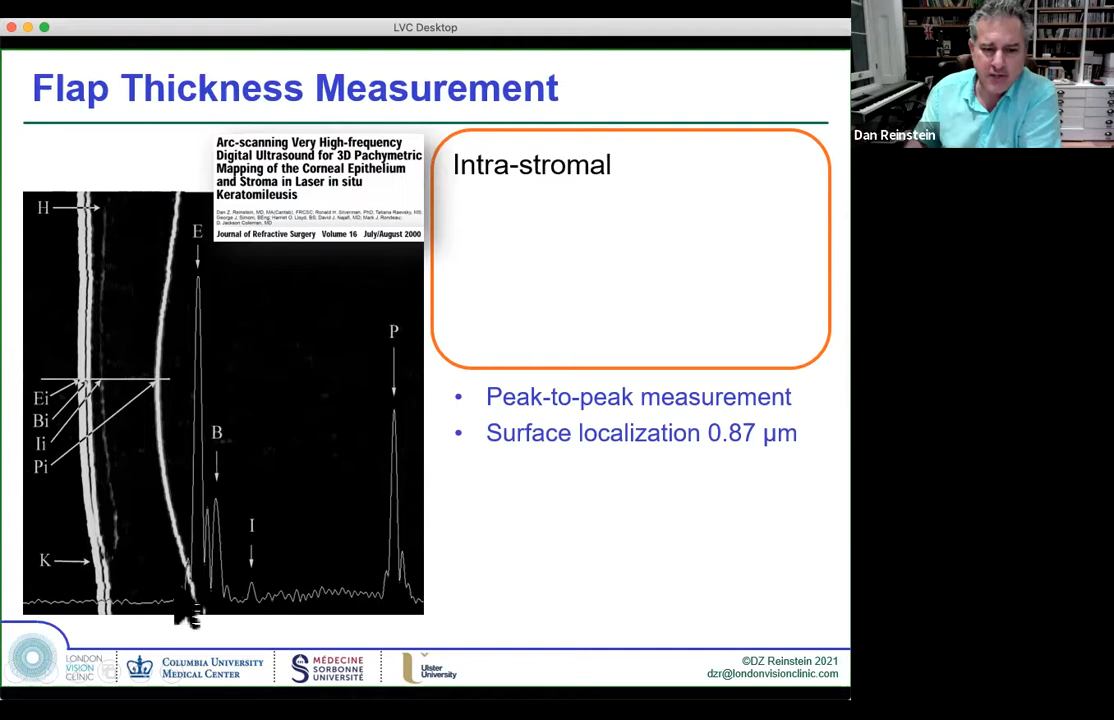 LVC Desktop
Flap Thickness Measurement
Dan Reinstein
Arc-scanning Very High-frequency
Digital Ultrasound for 3D Pachymetric
Mapping of the Corneal Epithelium
and Stroma in Laser in situ
Keratomileusis
Dan Z. Reinstein, MD, MA(Cantab), FRCSC; Ronald H. Silverman, PhD; Tatiana Raevsky, MS;
George J. Simoni, BEng; Harriet O. Lloyd, BS; David J. Najafi, MD; Mark J. Rondeau;
D. Jackson Coleman, MD
Journal of Refractive Surgery Volume 16 July/August 2000
Intra-stromal
H
E
P
Ei
Bi
Ii
Pi
B
I
K
• Peak-to-peak measurement
• Surface localization 0.87 µm
LONDON
VISION
CLINIC
COLUMBIA UNIVERSITY
MEDICAL CENTER
MÉDECINE
SORBONNE
UNIVERSITÉ
Ulster
University
©DZ Reinstein 2021
dzr@londonvisionclinic.com